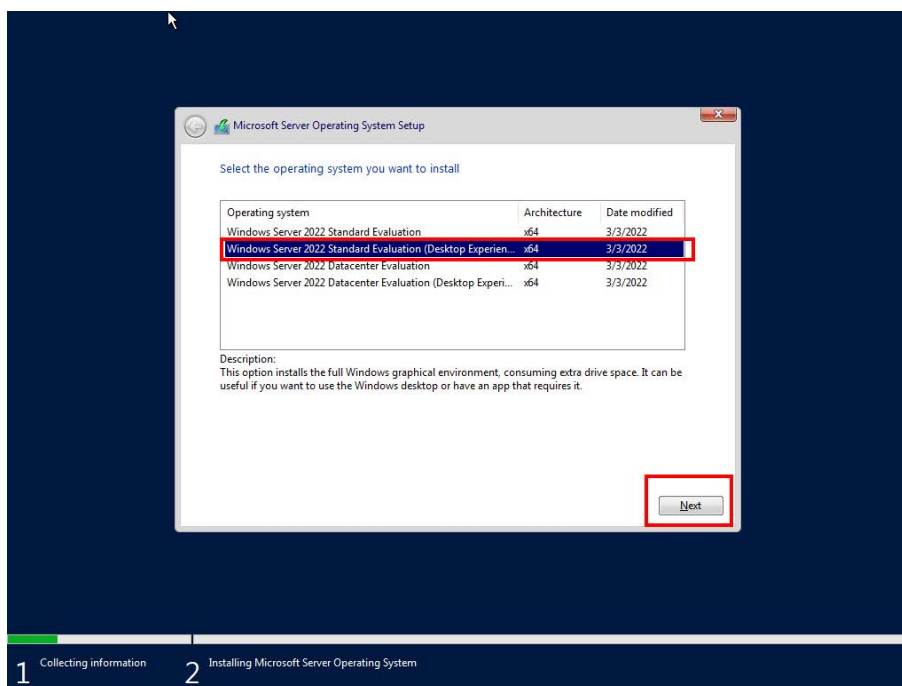 Microsoft Server Operating System Setup
Select the operating system you want to install
Operating system Architecture Date modified
Windows Server 2022 Standard Evaluation x64 3/3/2022
Windows Server 2022 Standard Evaluation (Desktop Experien... x64 3/3/2022
Windows Server 2022 Datacenter Evaluation x64 3/3/2022
Windows Server 2022 Datacenter Evaluation (Desktop Experi... x64 3/3/2022
Description:
This option installs the full Windows graphical environment, consuming extra drive space. It can be
useful if you want to use the Windows desktop or have an app that requires it.
Next
1 Collecting information 2 Installing Microsoft Server Operating System